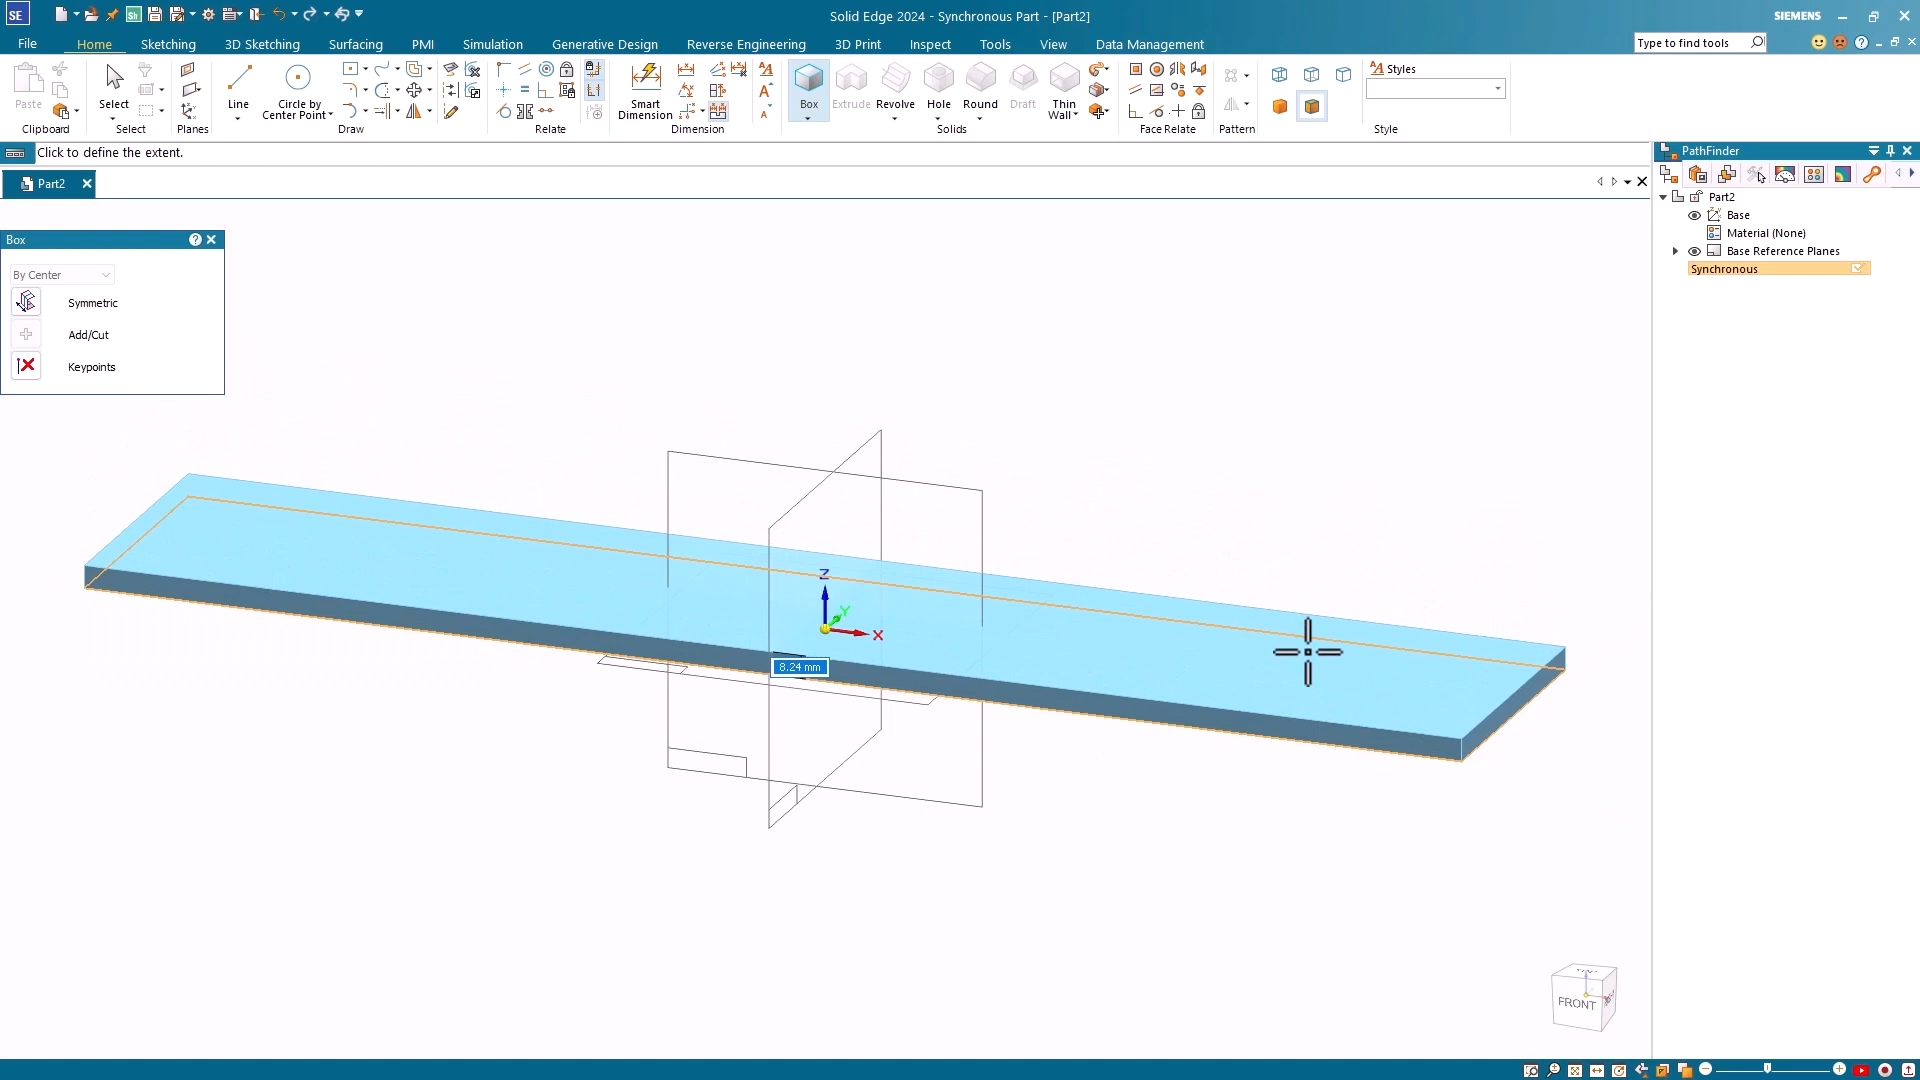 SE
Sh
Solid Edge 2024 - Synchronous Part - [Part2]
SIEMENS
File
Home
Sketching
3D Sketching
Surfacing
PMI
Simulation
Generative Design
Reverse Engineering
3D Print
Inspect
Tools
View
Data Management
Type to find tools
Paste
Select
Line
Circle by
Center Point
Smart
Dimension
Box
Extrude
Revolve
Hole
Round
Draft
Thin
Wall
Styles
Clipboard
Select
Planes
Draw
Relate
Dimension
Solids
Face Relate
Pattern
Style
Click to define the extent.
PathFinder
Part2
Part2
Base
Material (None)
Base Reference Planes
Synchronous
Box
By Center
Symmetric
Add/Cut
Keypoints
Z
Y
X
8.24 mm
FRONT